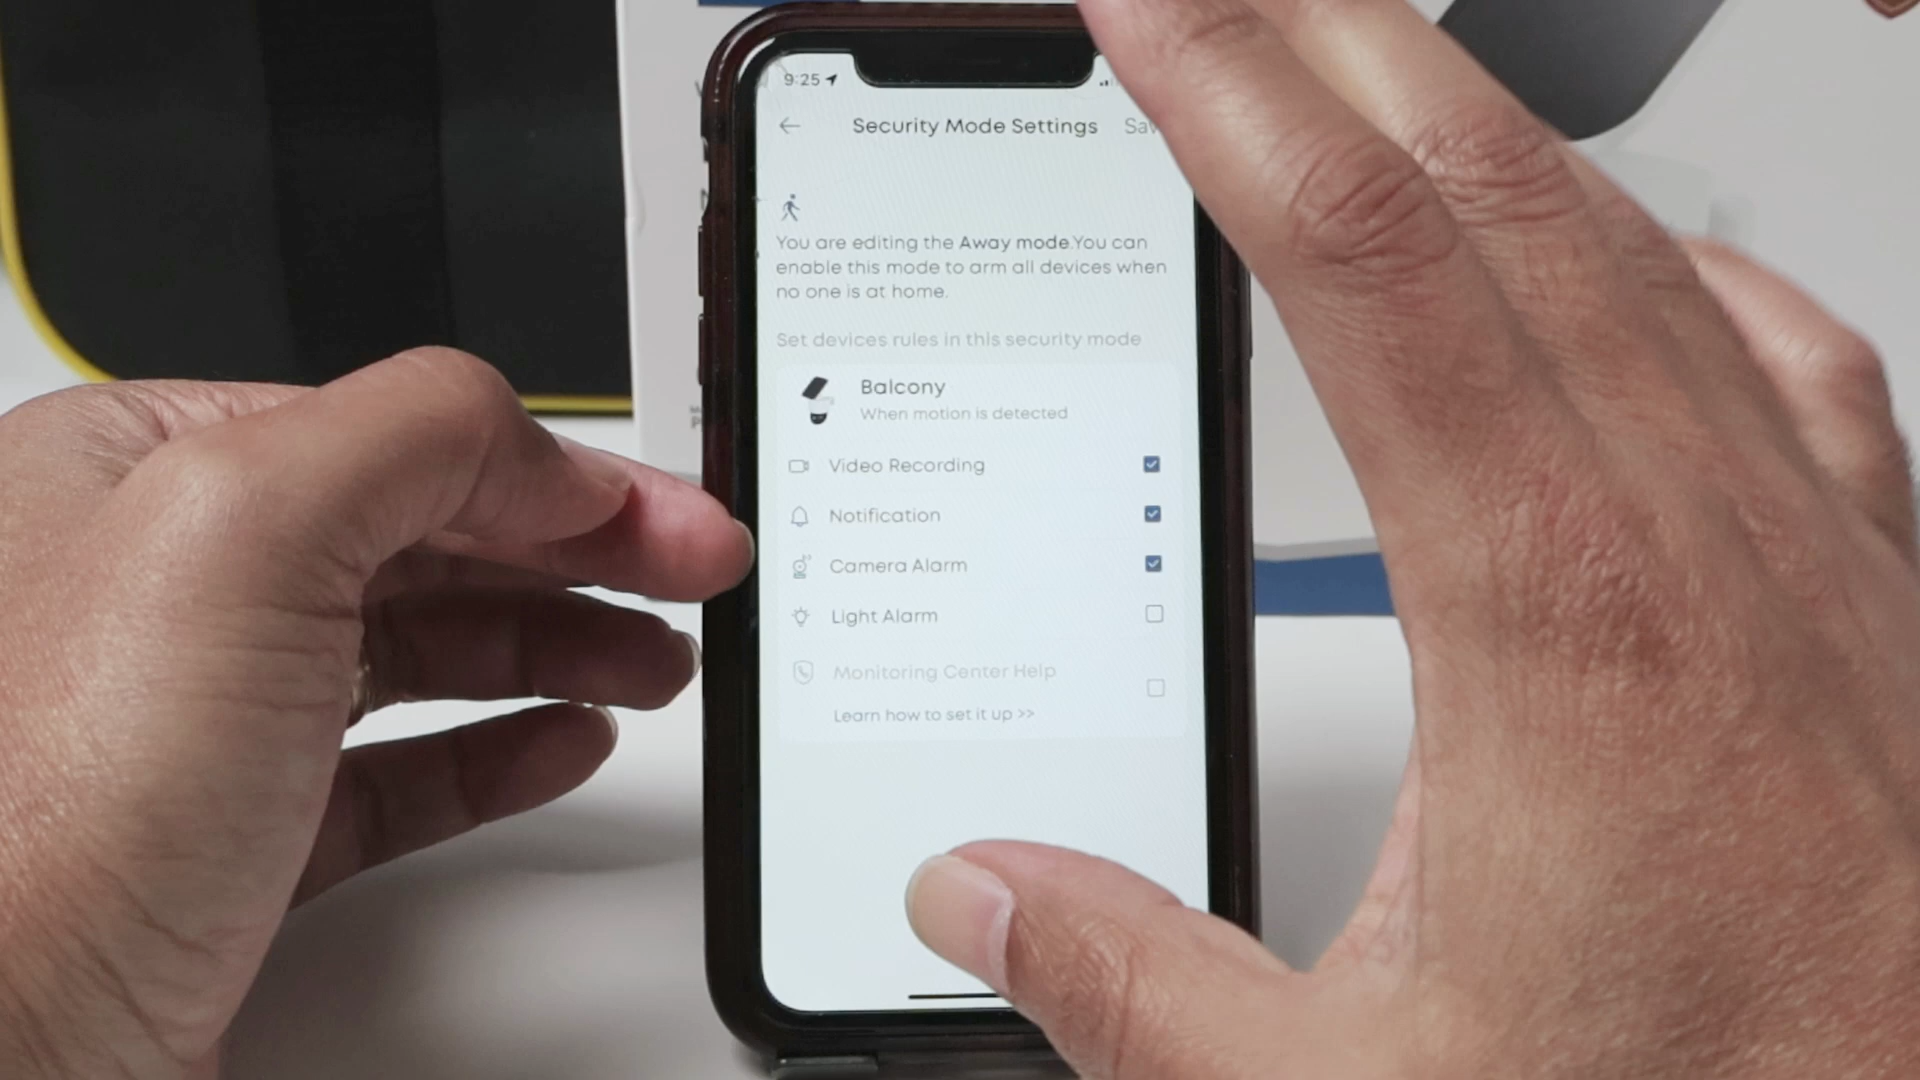 9:25
Security Mode Settings
You are editing the Away mode.You can
enable this mode to arm all devices when
no one is at home.
Set devices rules in this security mode
Balcony
When motion is detected
Video Recording
Notification
Camera Alarm
Light Alarm
Monitoring Center Help
Learn how to set it up >>